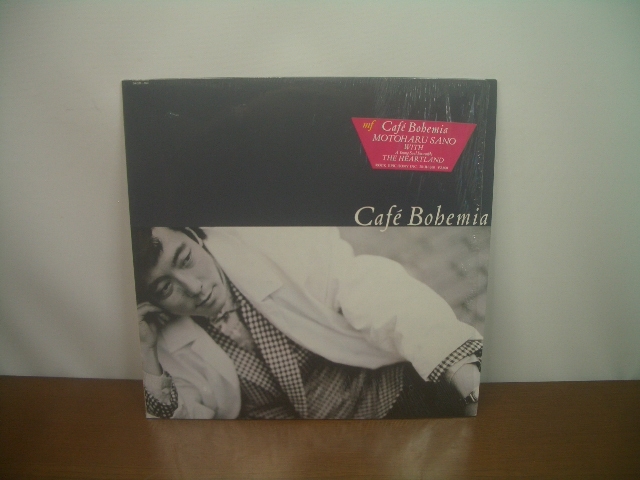 mf Café Bohemia
MOTOHARU SANO
WITH
THE HEARTLAND
Café Bohemia